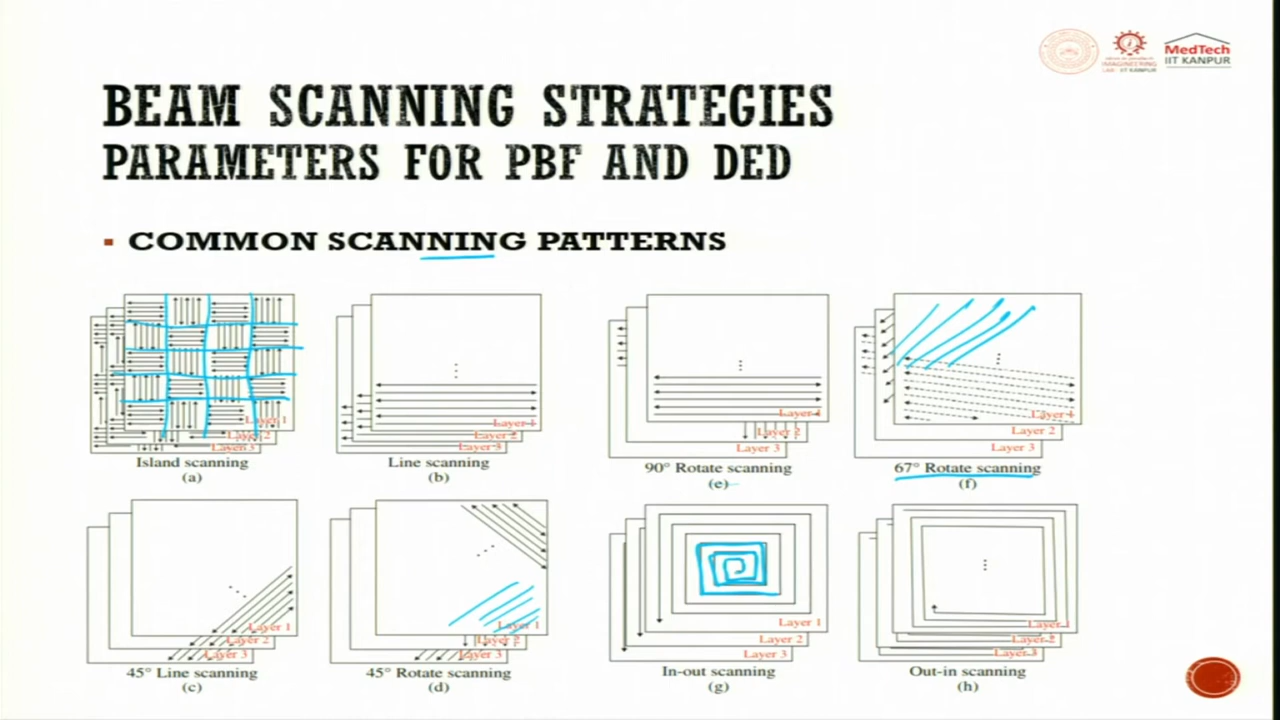 MedTech
IIT KANPUR
IMAGINEERING
LAB - IIT KANPUR
BEAM SCANNING STRATEGIES
PARAMETERS FOR PBF AND DED
COMMON SCANNING PATTERNS
Layer 1
Layer 2
Layer 3
Island scanning
(a)
Layer 1
Layer 2
Layer 3
Line scanning
(b)
Layer 1
Layer 2
Layer 3
90° Rotate scanning
(e)
Layer 1
Layer 2
Layer 3
67° Rotate scanning
(f)
Layer 1
Layer 2
Layer 3
45° Line scanning
(c)
Layer 1
Layer 2
Layer 3
45° Rotate scanning
(d)
Layer 1
Layer 2
Layer 3
In-out scanning
(g)
Layer 1
Layer 2
Layer 3
Out-in scanning
(h)